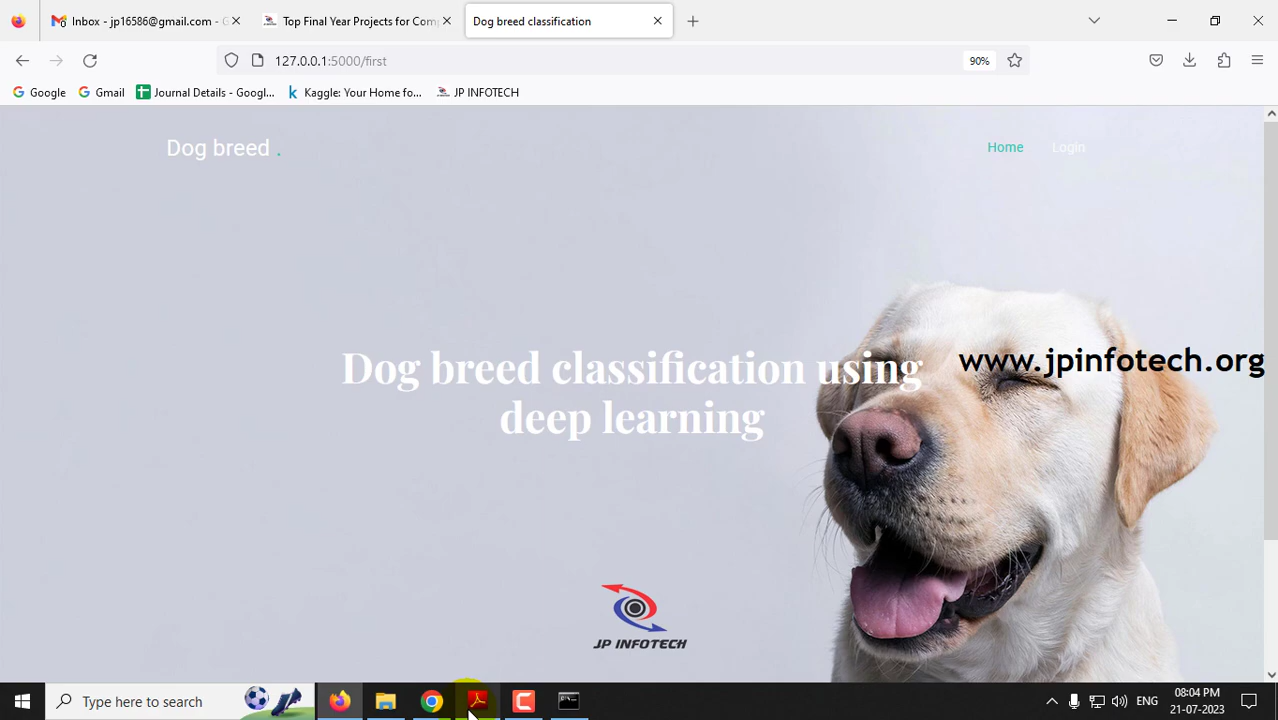 Inbox - jp16586@gmail.com - G
Top Final Year Projects for Comp
Dog breed classification
127.0.0.1:5000/first
90%
Google
Gmail
Journal Details - Googl...
Kaggle: Your Home fo...
JP INFOTECH
Dog breed .
Home
Login
Dog breed classification using
deep learning
www.jpinfotech.org
JP INFOTECH
Type here to search
ENG
08:04 PM
21-07-2023